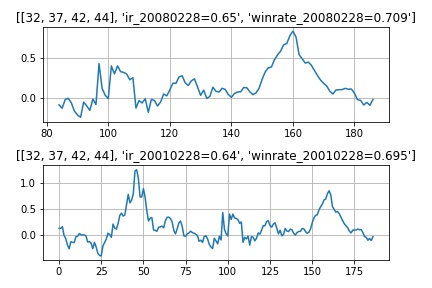 [[32, 37, 42, 44], 'ir_20080228=0.65', 'winrate_20080228=0.709']
0.5
0.0
80 100 120 140 160 180
[[32, 37, 42, 44], 'ir_20010228=0.64', 'winrate_20010228=0.695']
1.0
0.5
0.0
0 25 50 75 100 125 150 175